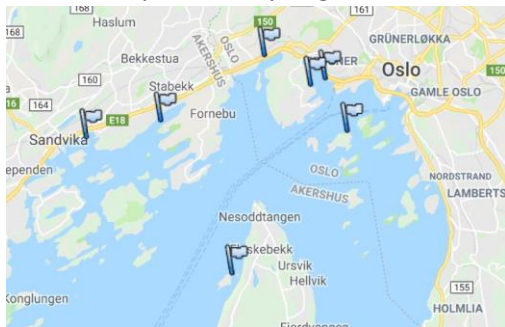 168
Haslum
150
161
168
OSLO
AKERSHUS
GRÜNERLØKKA
Bekkestua
160
Oslo
150
164
Stabekk
GAMLE OSLO
E18
Fornebu
Sandvika
ependen
OSLO
AKERSHUS
NORDSTRAND
LAMBERTS
Nesoddtangen
Ursvik
Hellvik
155
Konglungen
HOLMLIA